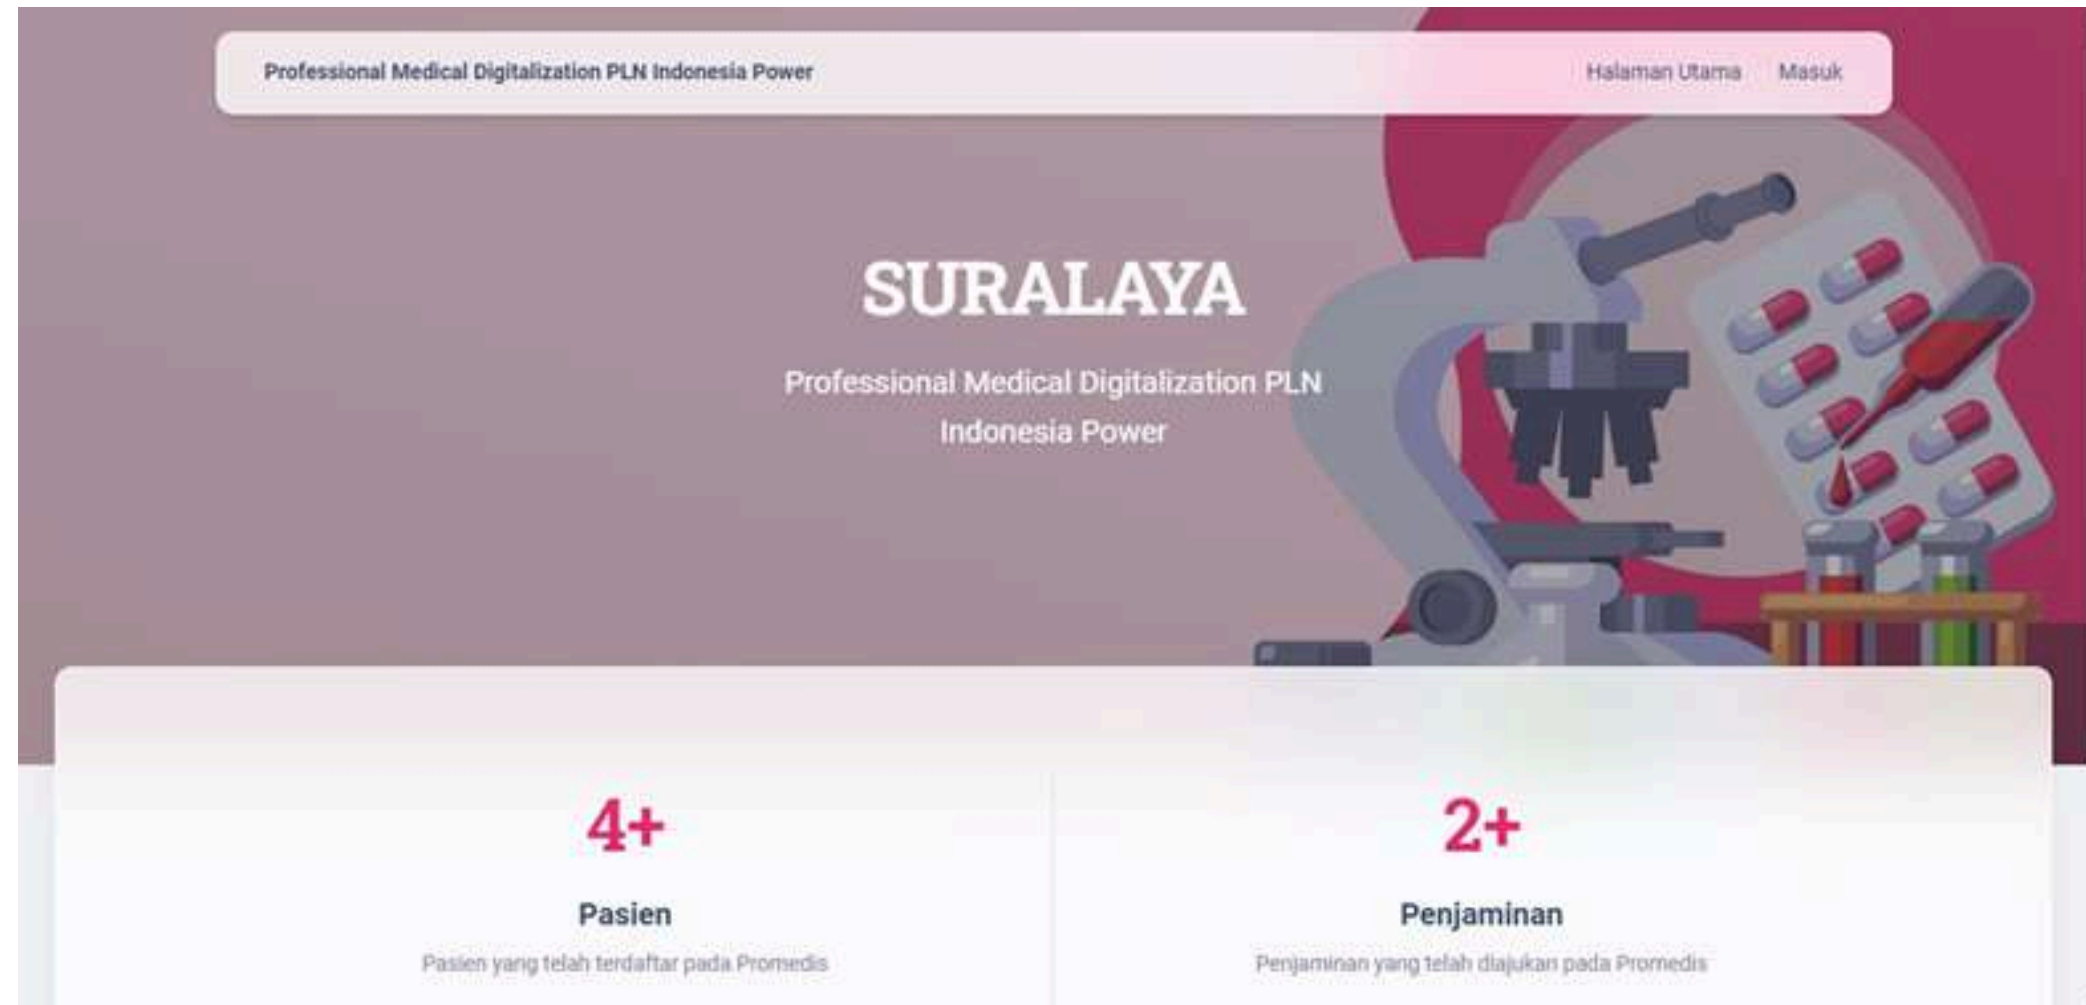 Professional Medical Digitalization PLN Indonesia Power
Halaman Utama
Masuk
SURALAYA
Professional Medical Digitalization PLN
Indonesia Power
4+
Pasien
Pasien yang telah terdaftar pada Promedis
2+
Penjaminan
Penjaminan yang telah diajukan pada Promedis